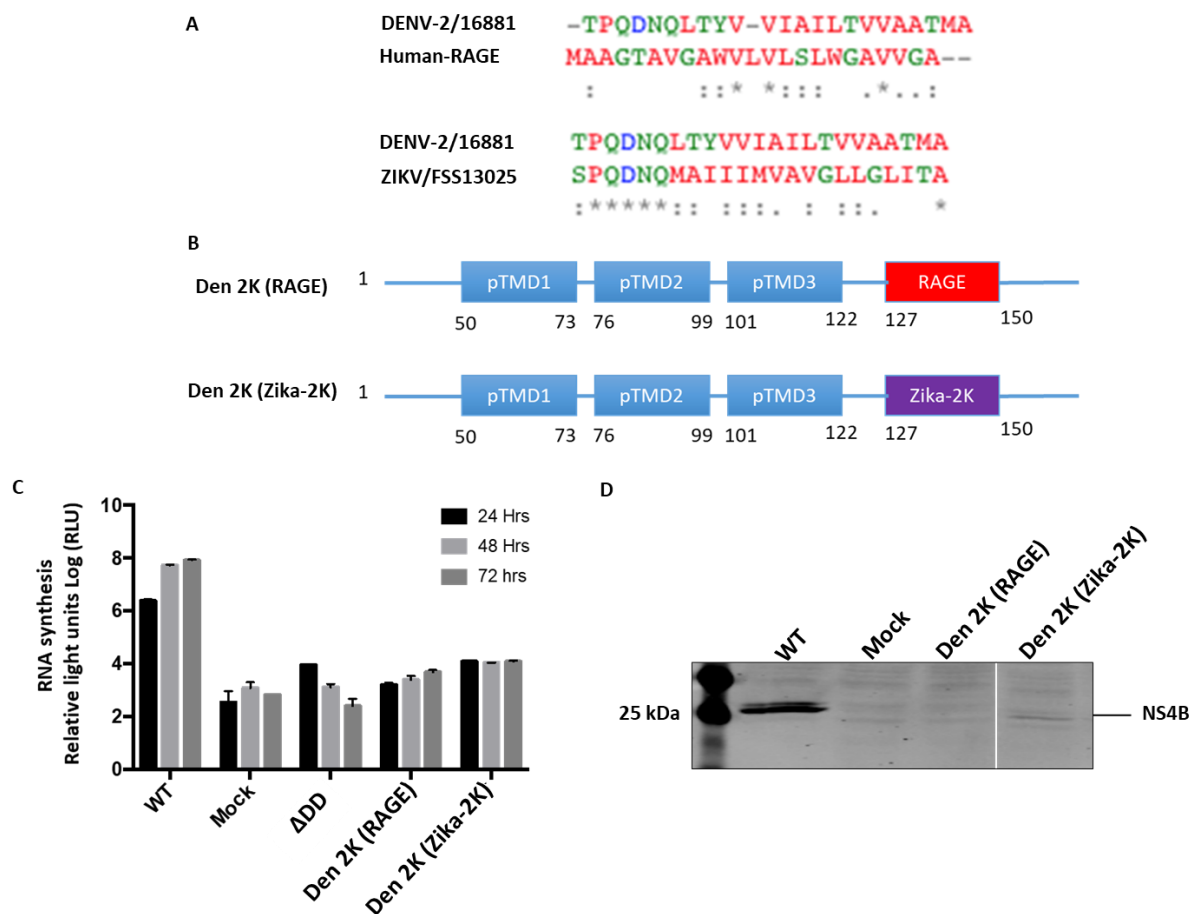 A
DENV-2/16881 -TPQDNQLTYV-VIAILTVVAATMA
Human-RAGE MAAGTAVGAWVLVLSLWGAVVGA--
: ::* *::: .*..:
DENV-2/16881 TPQDNQLTYVVIAILTVVAATMA
ZIKV/FSS13025 SPQDNQMAIIIMVAVGLLGLITA
:*****:: :::. : ::. *
B
Den 2K (RAGE) 1 pTMD1 pTMD2 pTMD3 RAGE
50 73 76 99 101 122 127 150
Den 2K (Zika-2K) 1 pTMD1 pTMD2 pTMD3 Zika-2K
50 73 76 99 101 122 127 150
C
RNA synthesis
Relative light units Log (RLU)
10
8
6
4
2
0
24 Hrs
48 Hrs
72 hrs
WT
Mock
ΔDD
Den 2K (RAGE)
Den 2K (Zika-2K)
D
WT
Mock
Den 2K (RAGE)
Den 2K (Zika-2K)
25 kDa
NS4B